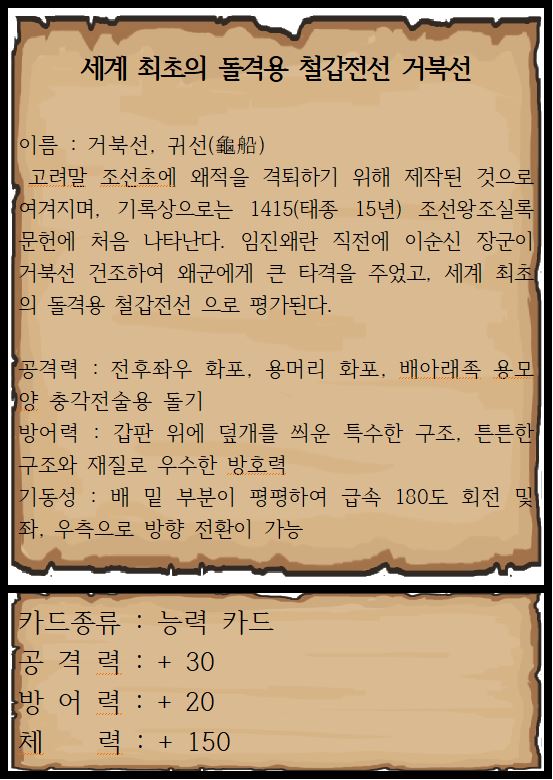 세계 최초의 돌격용 철갑전선 거북선
이름 : 거북선, 귀선(龜船)
고려말 조선초에 왜적을 격퇴하기 위해 제작된 것으로
여겨지며, 기록상으로는 1415(태종 15년) 조선왕조실록
문헌에 처음 나타난다. 임진왜란 직전에 이순신 장군이
거북선 건조하여 왜군에게 큰 타격을 주었고, 세계 최초
의 돌격용 철갑전선 으로 평가된다.
공격력 : 전후좌우 화포, 용머리 화포, 배아래족 용모
양 충각전술용 돌기
방어력 : 갑판 위에 덮개를 씌운 특수한 구조, 튼튼한
구조와 재질로 우수한 방호력
기동성 : 배 밑 부분이 평평하여 급속 180도 회전 및
좌, 우측으로 방향 전환이 가능
카드종류 : 능력 카드
공 격 력 : + 30
방 어 력 : + 20
체 력 : + 150